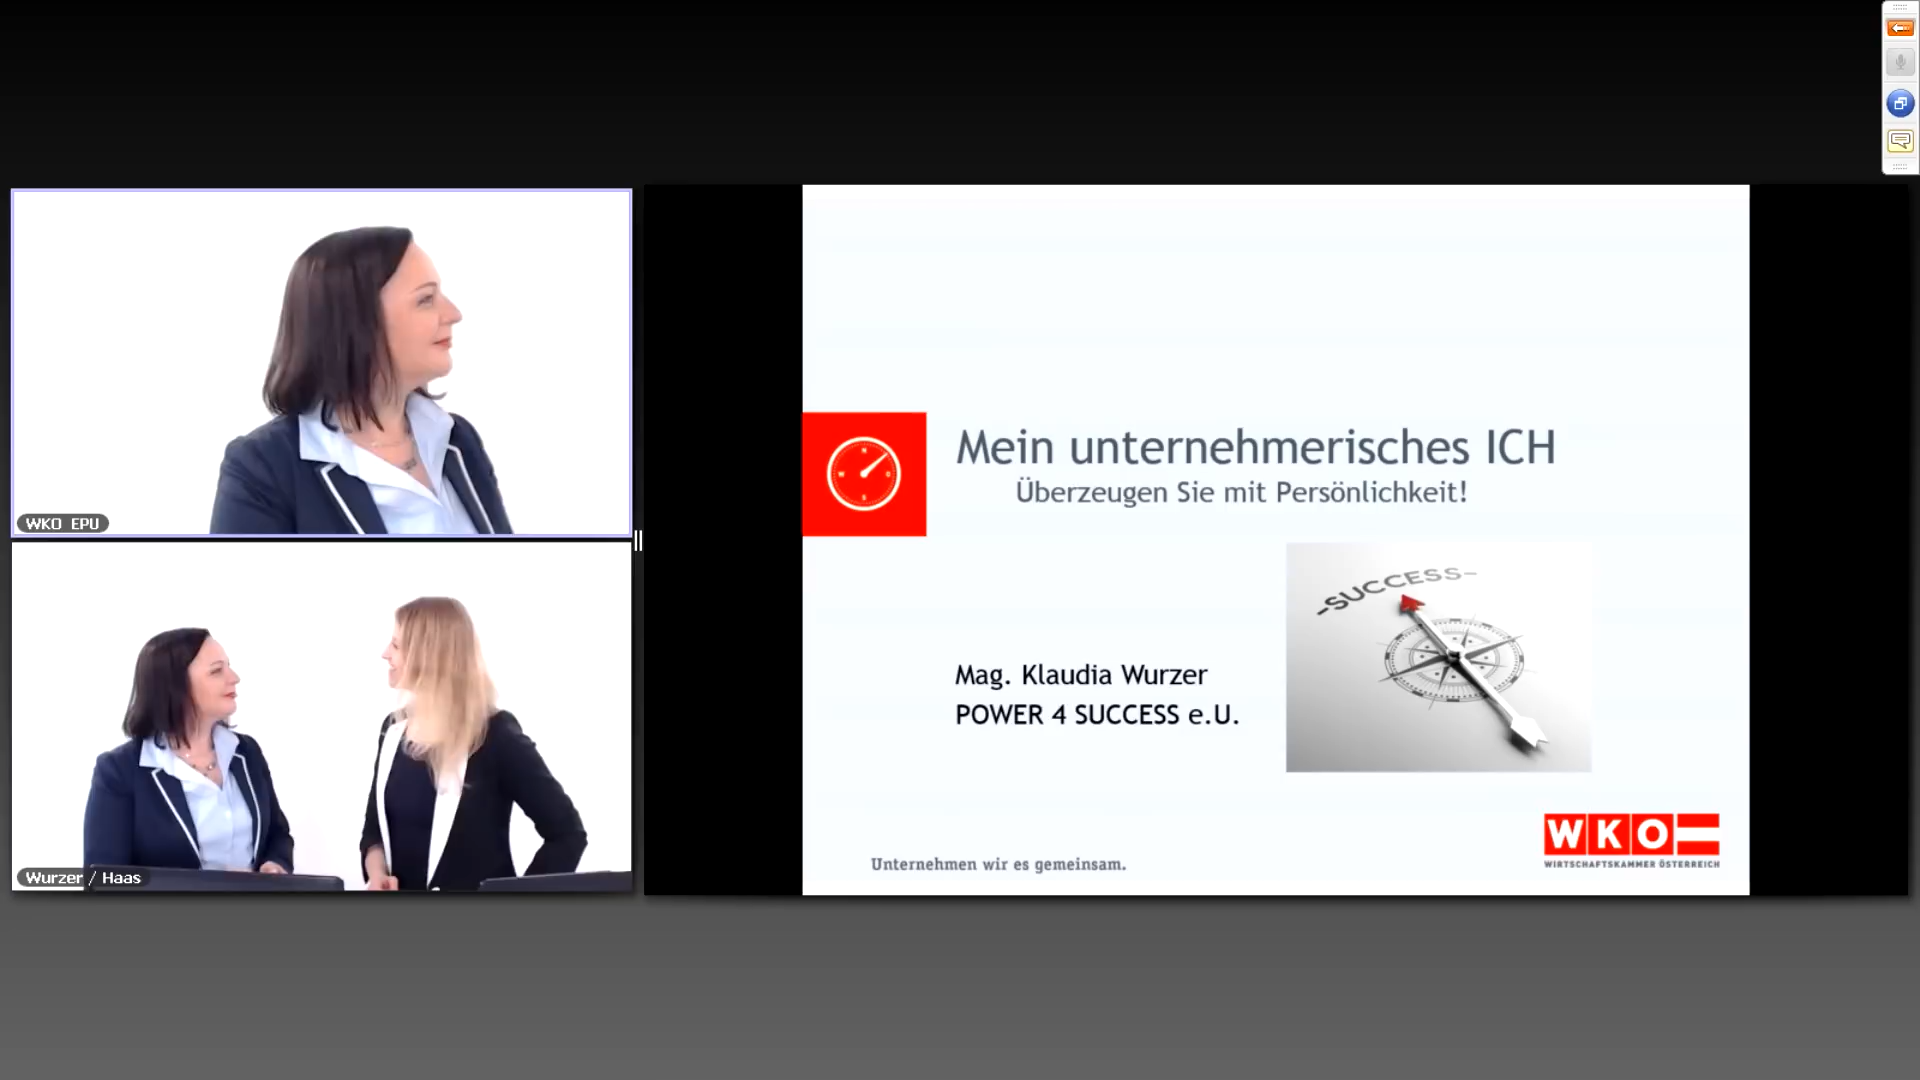 WKO EPU
Wurzer / Haas
Mein unternehmerisches ICH
Überzeugen Sie mit Persönlichkeit!
-SUCCESS-
Mag. Klaudia Wurzer
POWER 4 SUCCESS e.U.
Unternehmen wir es gemeinsam.
WKO
WIRTSCHAFTSKAMMER ÖSTERREICH